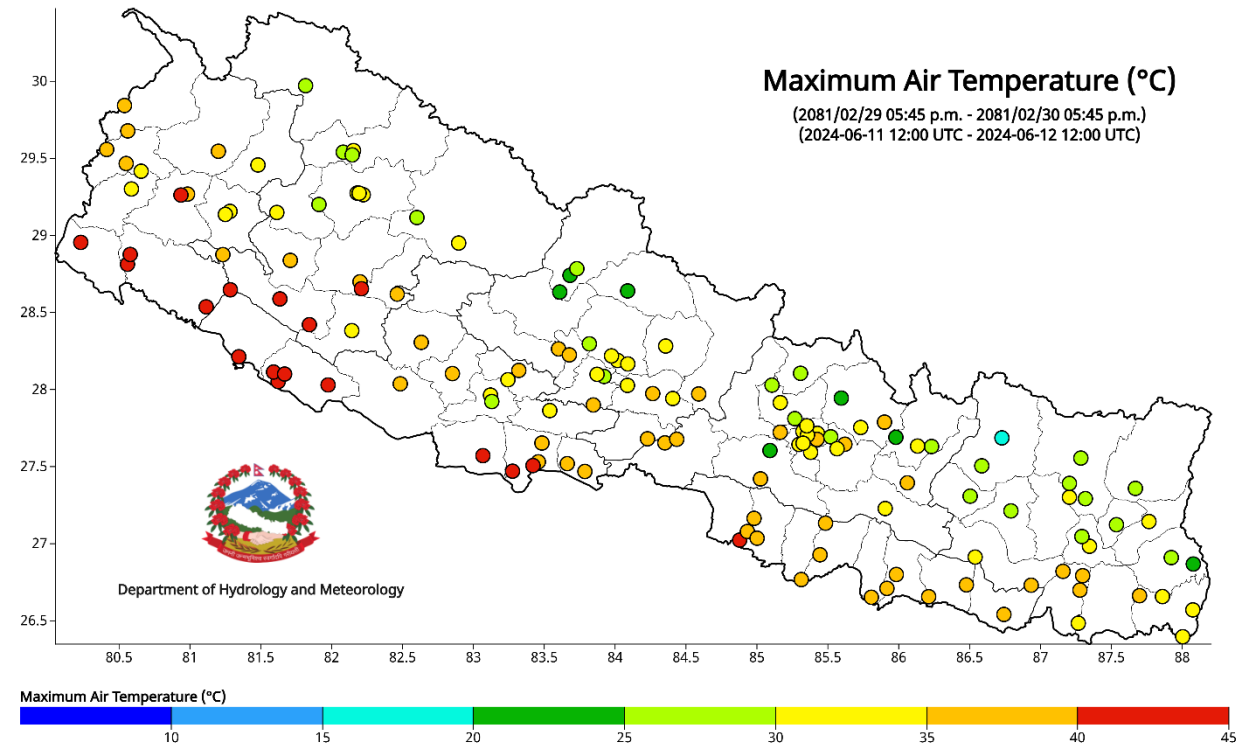 Maximum Air Temperature (°C)
(2081/02/29 05:45 p.m. - 2081/02/30 05:45 p.m.)
(2024-06-11 12:00 UTC - 2024-06-12 12:00 UTC)
30
29.5
29
28.5
28
27.5
27
26.5
Department of Hydrology and Meteorology
80.5 81 81.5 82 82.5 83 83.5 84 84.5 85 85.5 86 86.5 87 87.5 88
Maximum Air Temperature (°C)
10 15 20 25 30 35 40 45